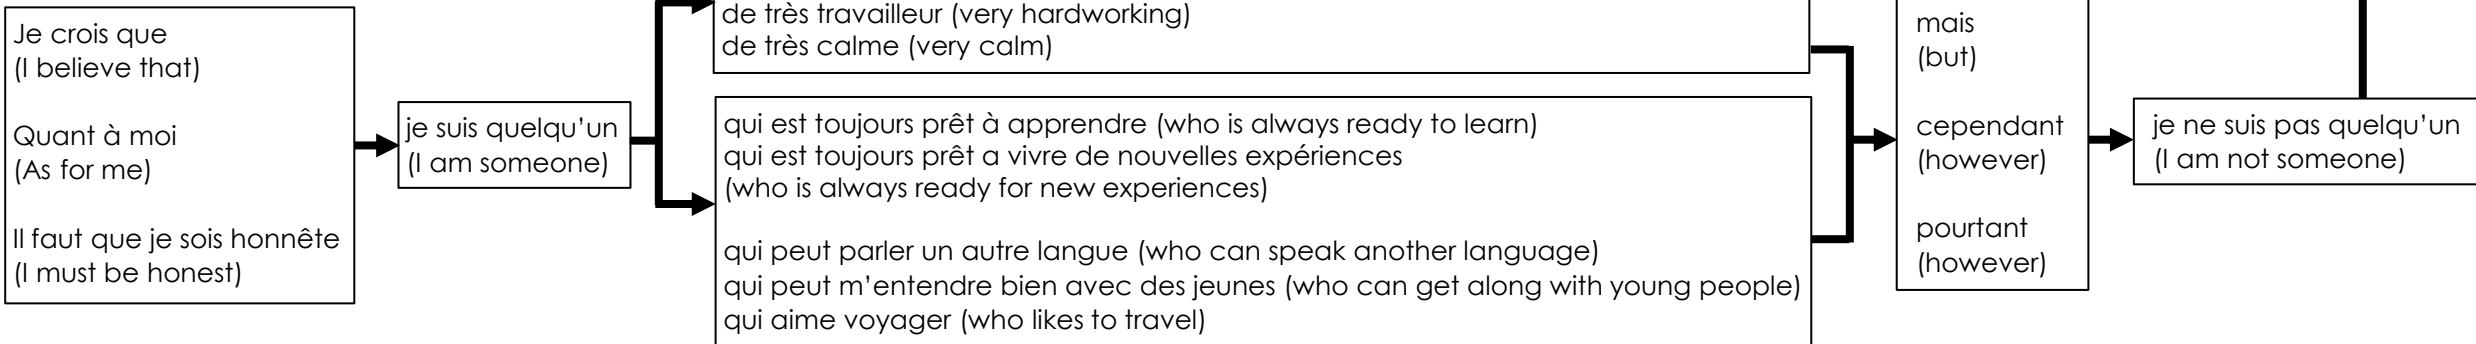 Je crois que
(I believe that)
Quant à moi
(As for me)
Il faut que je sois honnête
(I must be honest)
je suis quelqu'un
(I am someone)
de très travailleur (very hardworking)
de très calme (very calm)
qui est toujours prêt à apprendre (who is always ready to learn)
qui est toujours prêt a vivre de nouvelles expériences
(who is always ready for new experiences)
qui peut parler un autre langue (who can speak another language)
qui peut m'entendre bien avec des jeunes (who can get along with young people)
qui aime voyager (who likes to travel)
mais
(but)
cependant
(however)
pourtant
(however)
je ne suis pas quelqu'un
(I am not someone)